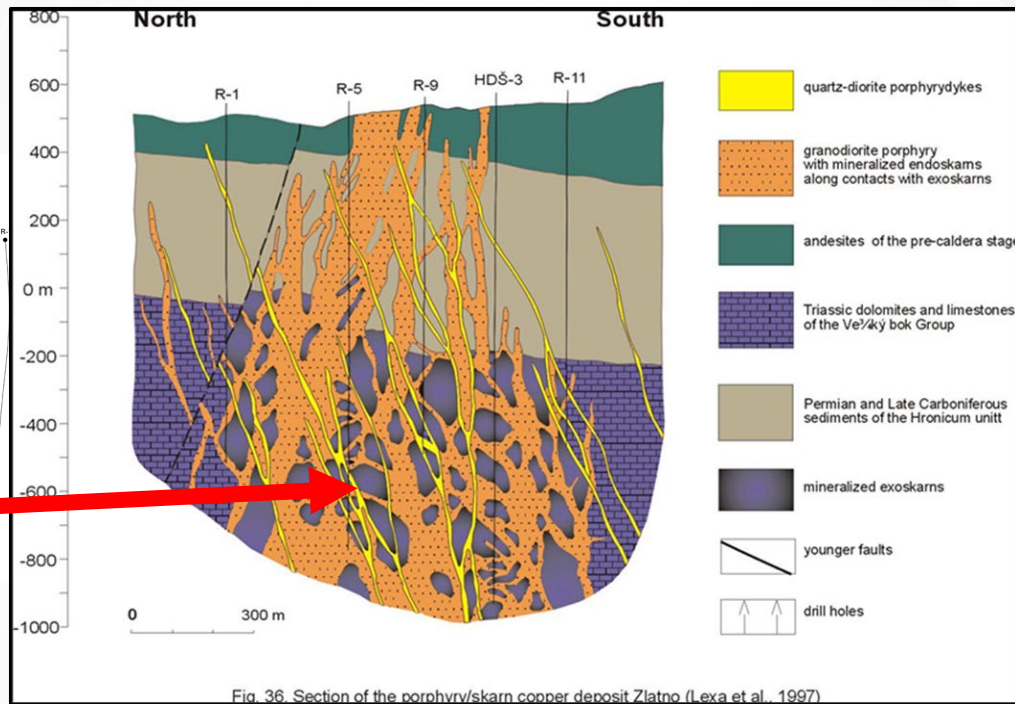 North
South
800
600
400
200
0 m
-200
-400
-600
-800
-1000
R-
R-1
R-5
R-9
HDŠ-3
R-11
0
300 m
quartz-diorite porphyrydykes
granodiorite porphyry
with mineralized endoskarns
along contacts with exoskarns
andesites of the pre-caldera stage
Triassic dolomites and limestones
of the Ve¾ký bok Group
Permian and Late Carboniferous
sediments of the Hronicum unitt
mineralized exoskarns
younger faults
drill holes
Fig. 36. Section of the porphyry/skarn copper deposit Zlatno (Lexa et al., 1997)